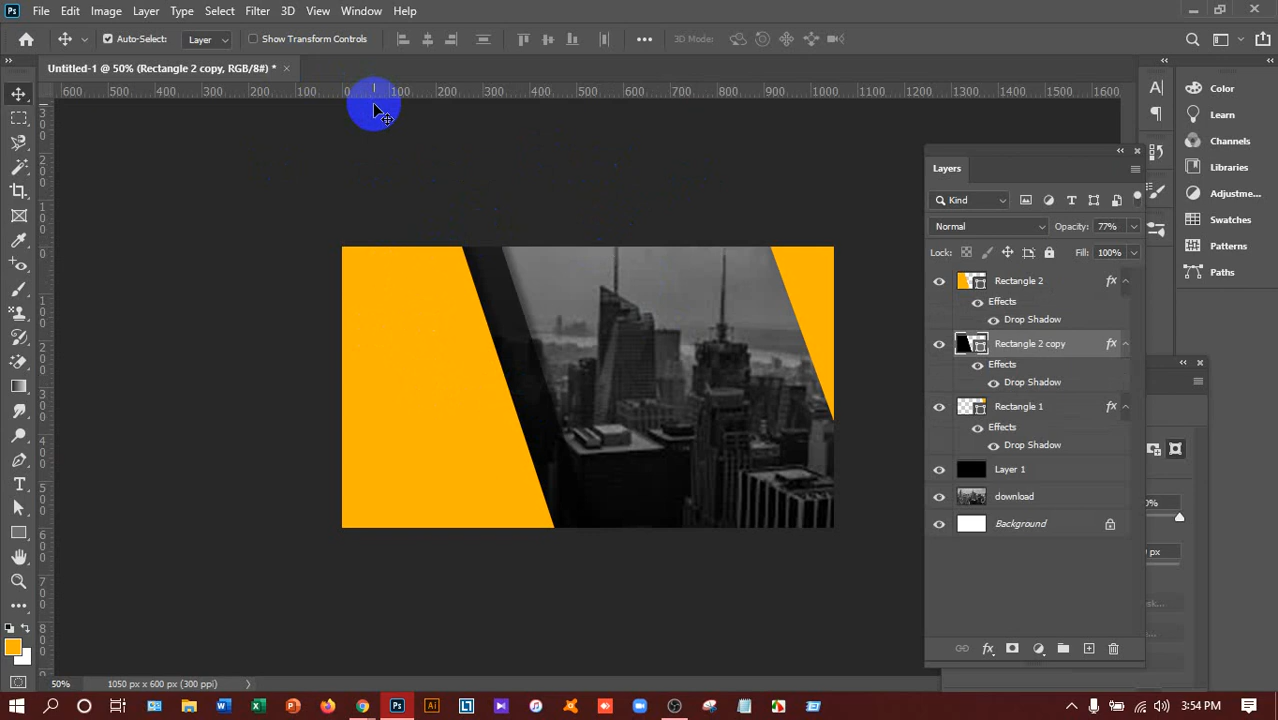 Ps File Edit Image Layer Type Select Filter 3D View Window Help
Auto-Select: Layer Show Transform Controls 3D Mode:
Untitled-1 @ 50% (Rectangle 2 copy, RGB/8#) *
600 500 400 300 200 100 0 100 200 300 400 500 600 700 800 900 1000 1100 1200 1300 1400 1500 1600
Color
Learn
Channels
Libraries
Adjustme...
Swatches
Patterns
Paths
Layers
Kind
Normal Opacity: 77%
Lock: Fill: 100%
Rectangle 2 fx
Effects
Drop Shadow
Rectangle 2 copy fx
Effects
Drop Shadow
Rectangle 1 fx
Effects
Drop Shadow
Layer 1
download
Background
fx
50% 1050 px x 600 px (300 ppi)
3:54 PM